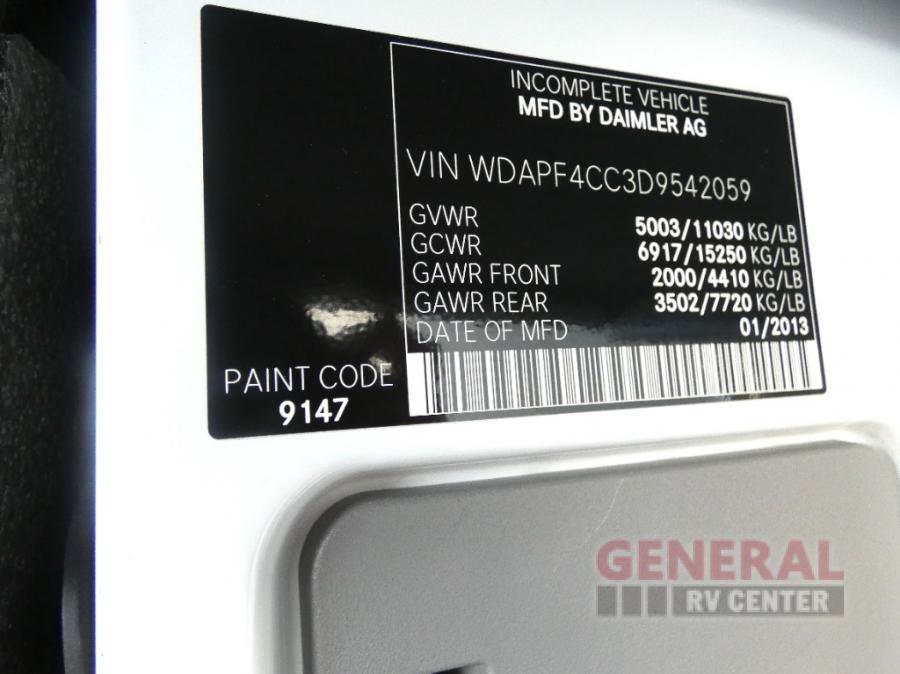 INCOMPLETE VEHICLE
MFD BY DAIMLER AG
VIN WDAPF4CC3D9542059
GVWR 5003/11030 KG/LB
GCWR 6917/15250 KG/LB
GAWR FRONT 2000/4410 KG/LB
GAWR REAR 3502/7720 KG/LB
DATE OF MFD 01/2013
PAINT CODE
9147
GENERAL
RV CENTER